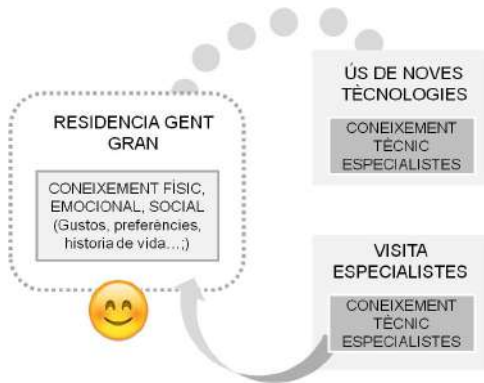 RESIDENCIA GENT
GRAN
CONEIXEMENT FÍSIC,
EMOCIONAL, SOCIAL
(Gustos, preferències,
historia de vida...;)
ÚS DE NOVES
TÈCNOLOGIES
CONEIXEMENT
TÈCNIC
ESPECIALISTES
VISITA
ESPECIALISTES
CONEIXEMENT
TÈCNIC
ESPECIALISTES